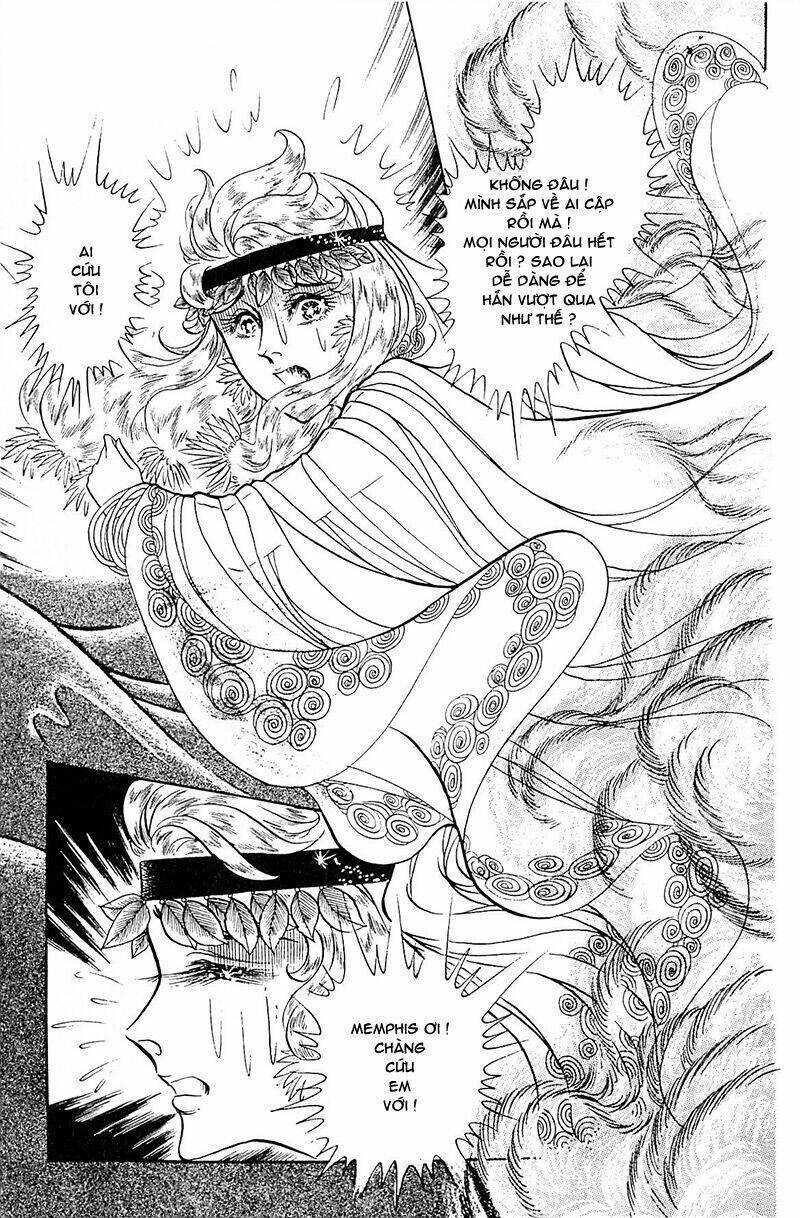 KHÔNG ĐÂU !
MÌNH SẮP VỀ AI CẬP
RỒI MÀ !
MỌI NGƯỜI ĐÂU HẾT
RỒI ? SAO LẠI
DỄ DÀNG ĐỂ
HẮN VƯỢT QUA
NHƯ THẾ ?
AI
CỨU
TÔI
VỚI !
MEMPHIS ƠI !
CHÀNG
CỨU
EM
VỚI !